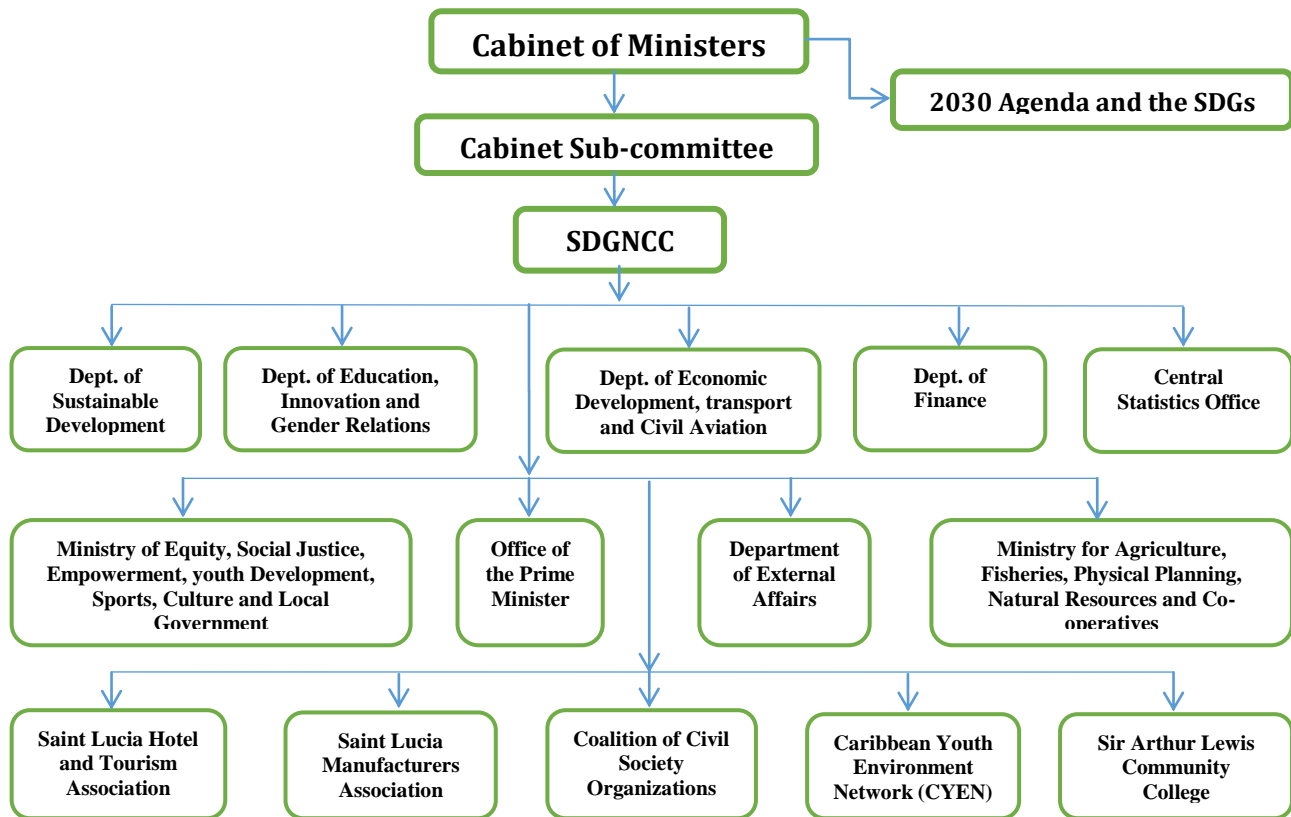 Cabinet of Ministers
2030 Agenda and the SDGs
Cabinet Sub-committee
SDGNCC
Dept. of
Sustainable
Development
Dept. of Education,
Innovation and
Gender Relations
Dept. of Economic
Development, transport
and Civil Aviation
Dept. of
Finance
Central
Statistics Office
Ministry of Equity, Social Justice,
Empowerment, youth Development,
Sports, Culture and Local
Government
Office of
the Prime
Minister
Department
of External
Affairs
Ministry for Agriculture,
Fisheries, Physical Planning,
Natural Resources and Co-
operatives
Saint Lucia Hotel
and Tourism
Association
Saint Lucia
Manufacturers
Association
Coalition of Civil
Society
Organizations
Caribbean Youth
Environment
Network (CYEN)
Sir Arthur Lewis
Community
College